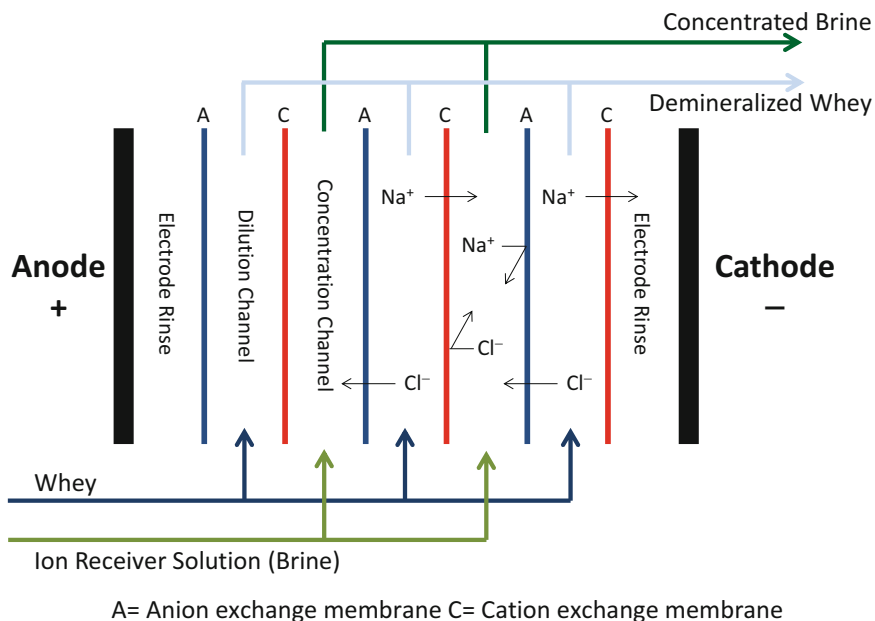 Concentrated Brine
Demineralized Whey
A
C
A
C
A
C
Anode
+
Electrode Rinse
Dilution Channel
Concentration Channel
Na⁺
Na⁺
Cl⁻
Cl⁻
Na⁺
Cl⁻
Electrode Rinse
Cathode
−
Whey
Ion Receiver Solution (Brine)
A= Anion exchange membrane C= Cation exchange membrane